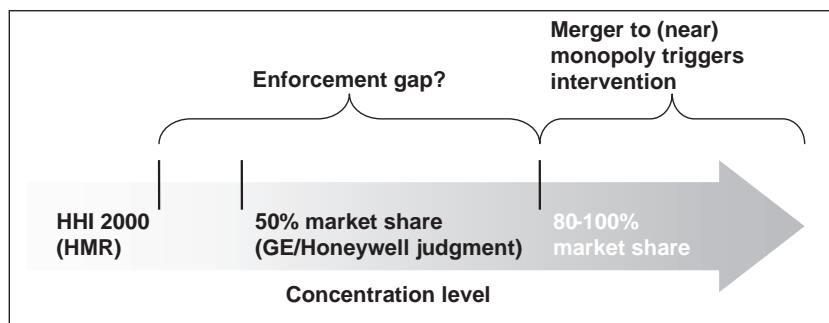 Merger to (near)
monopoly triggers
intervention
Enforcement gap?
HHI 2000
(HMR)
50% market share
(GE/Honeywell judgment)
80-100%
market share
Concentration level